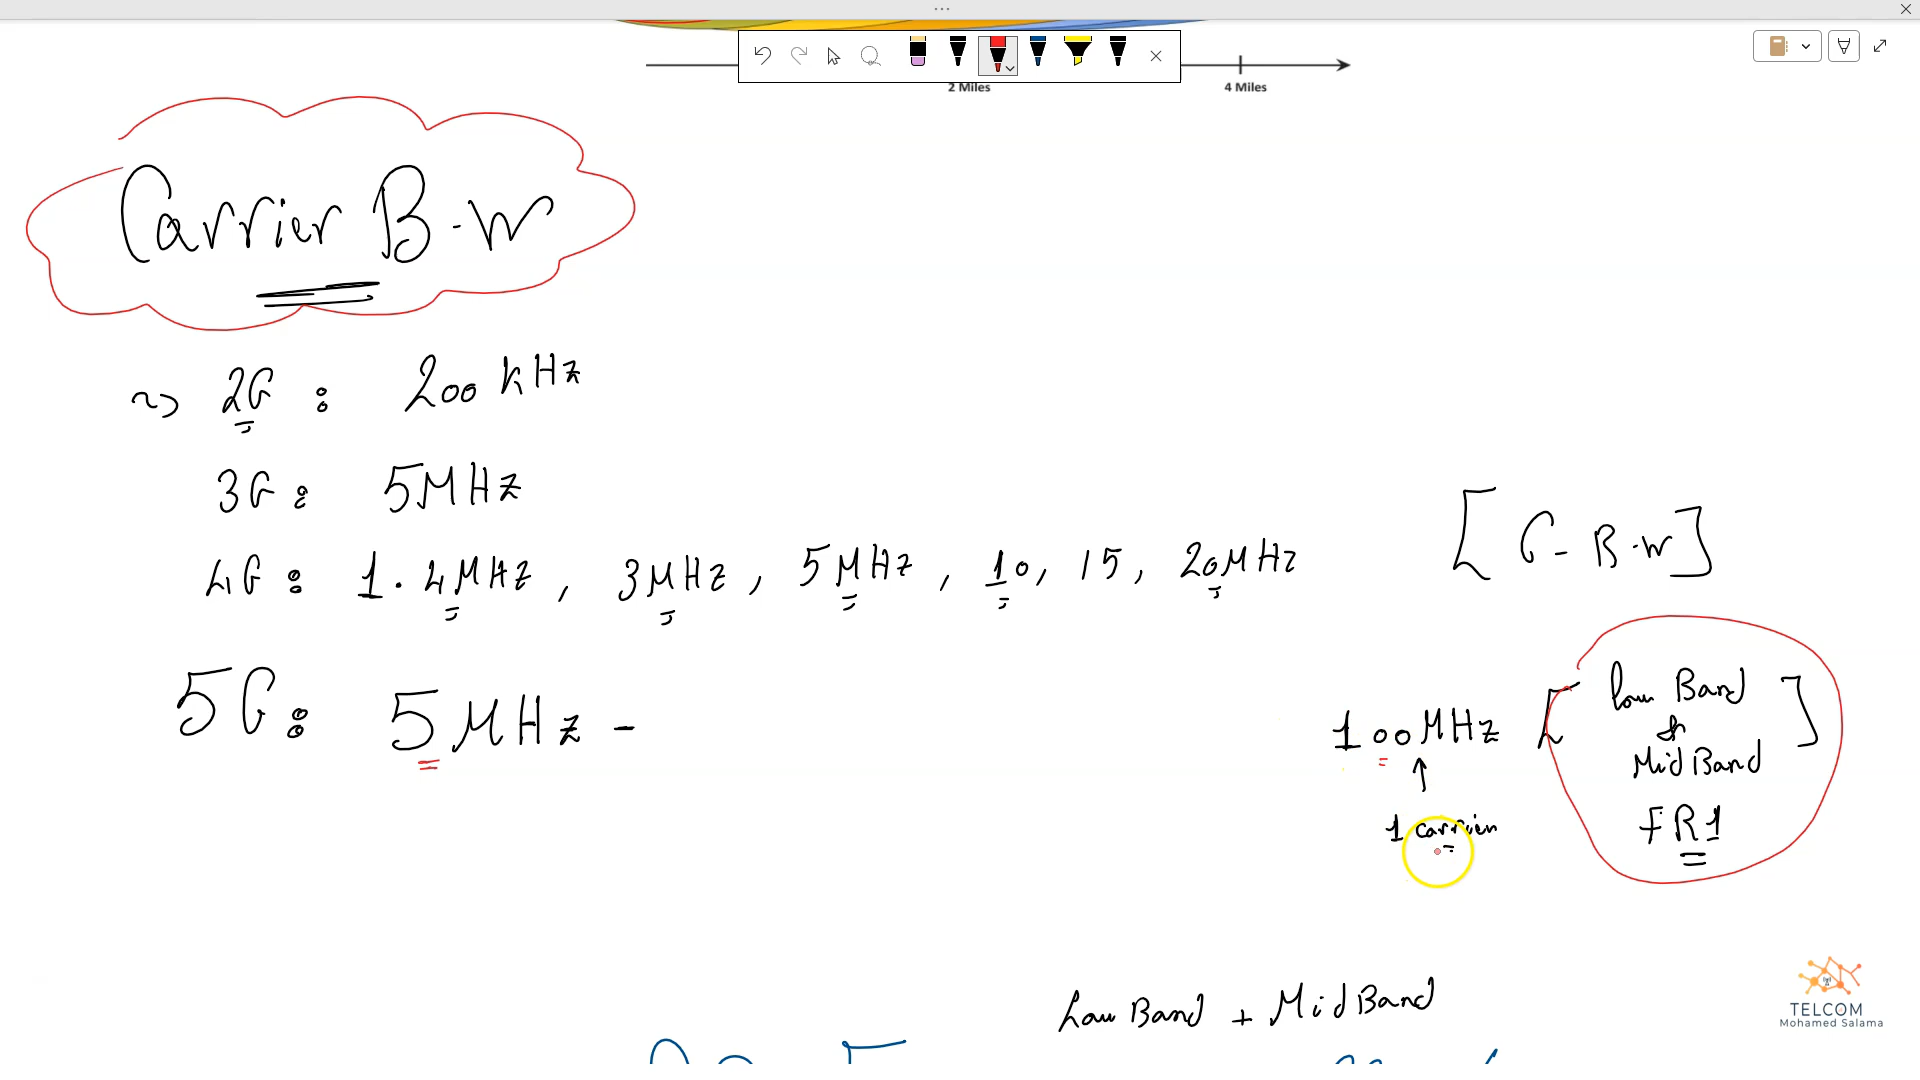 2 Miles
4 Miles
Carrier B.W
2G : 200 kHz
3G : 5MHz
4G : 1.4MHz , 3MHz , 5MHz , 10, 15, 20MHz
[C-B.W]
5G : 5MHz -
100MHz
1 carrier
[Low Band
&
Mid Band]
FR1
TELCOM
Mohamed Salama
Low Band + Mid Band